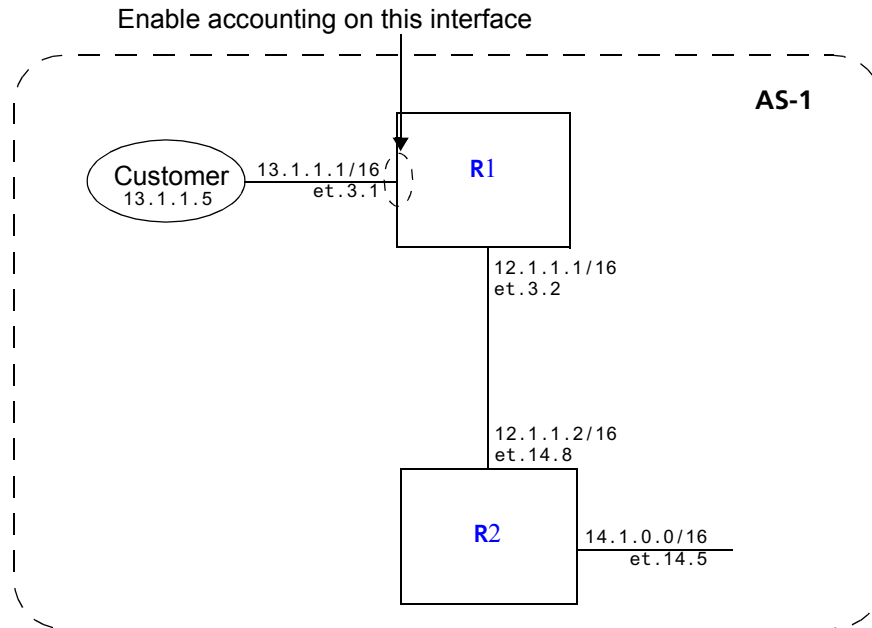 Enable accounting on this interface
AS-1
R1
Customer
13.1.1.5
13.1.1.1/16
et.3.1
12.1.1.1/16
et.3.2
12.1.1.2/16
et.14.8
R2
14.1.0.0/16
et.14.5